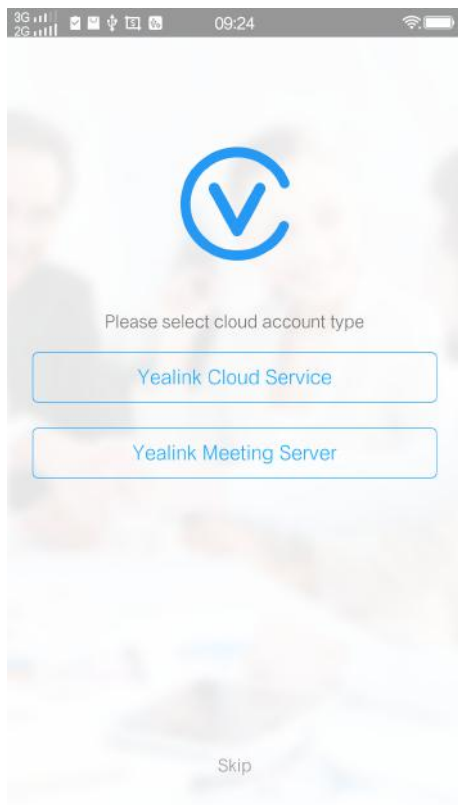 3G
2G
09:24
Please select cloud account type
Yealink Cloud Service
Yealink Meeting Server
Skip